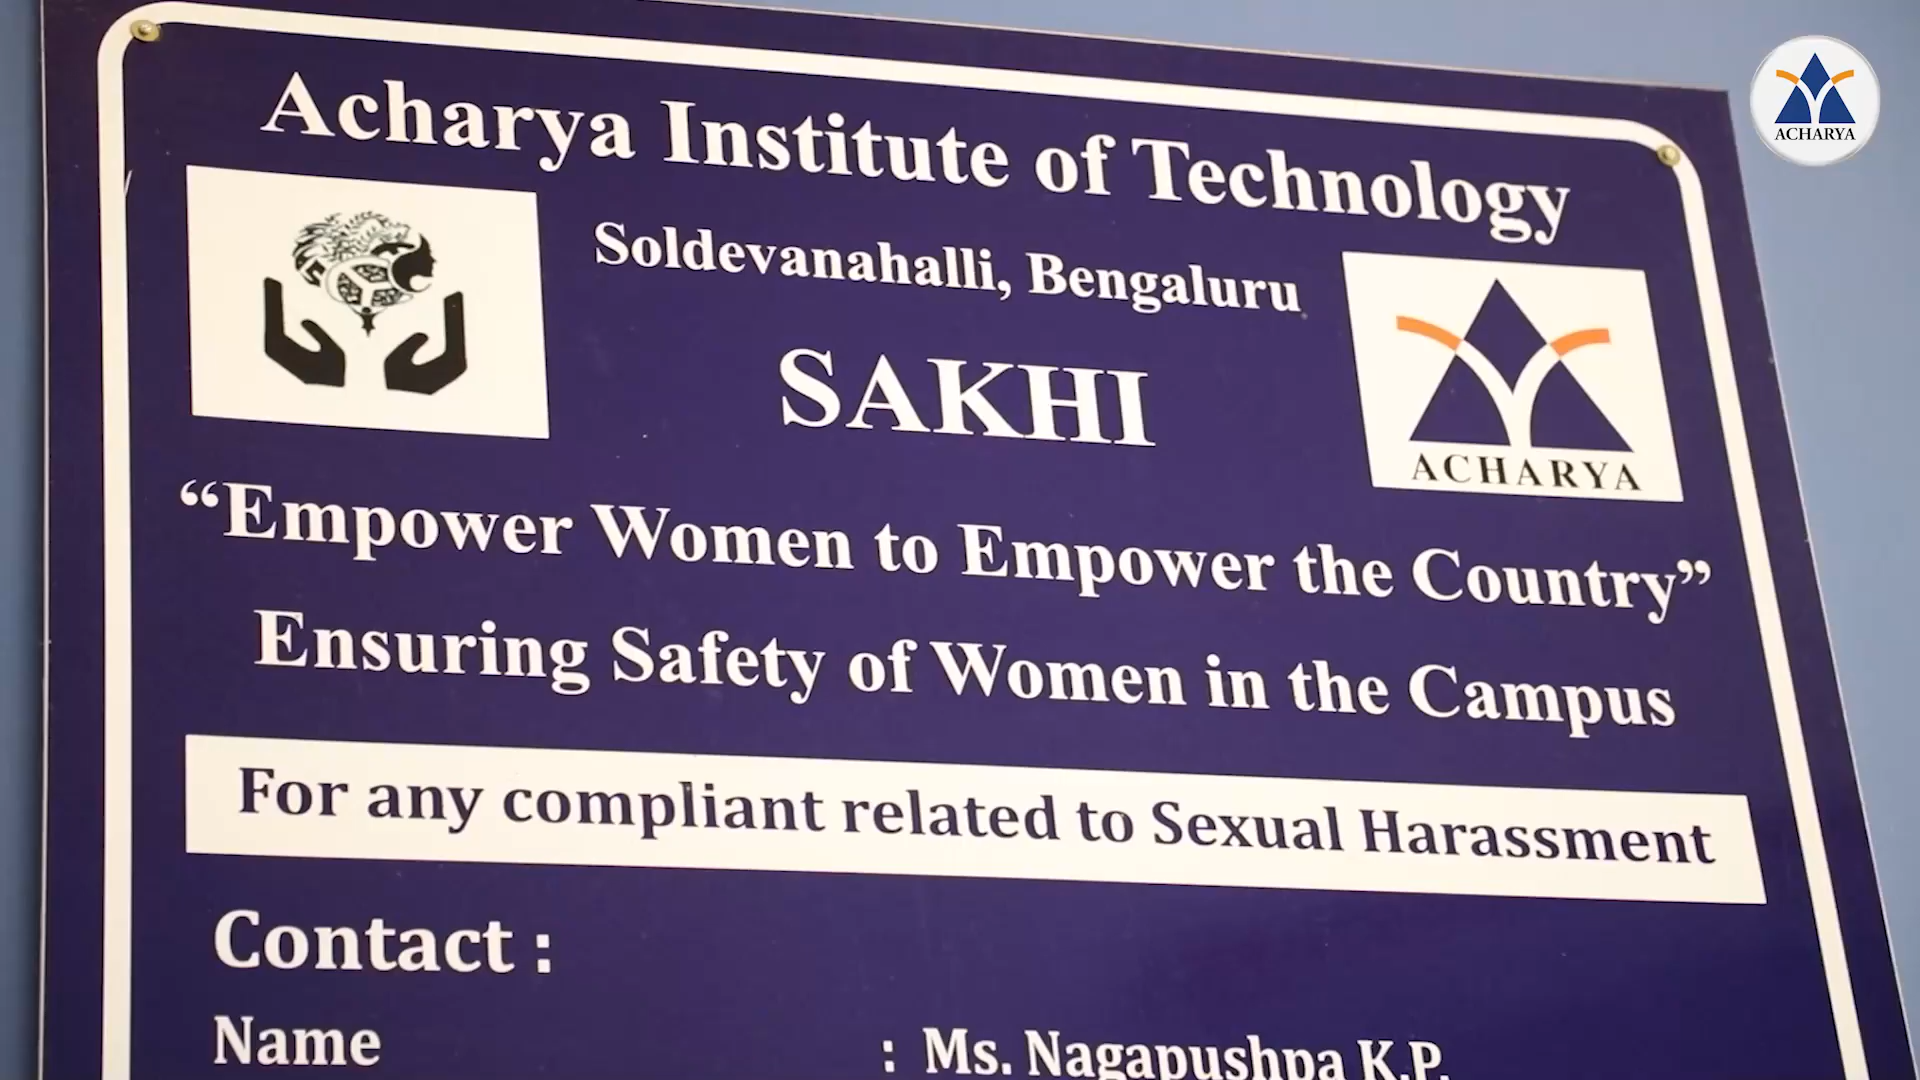 Acharya Institute of Technology
Soldevanahalli, Bengaluru
SAKHI
ACHARYA
ACHARYA
“Empower Women to Empower the Country”
Ensuring Safety of Women in the Campus
For any compliant related to Sexual Harassment
Contact :
Name : Ms. Nagapushpa K.P.